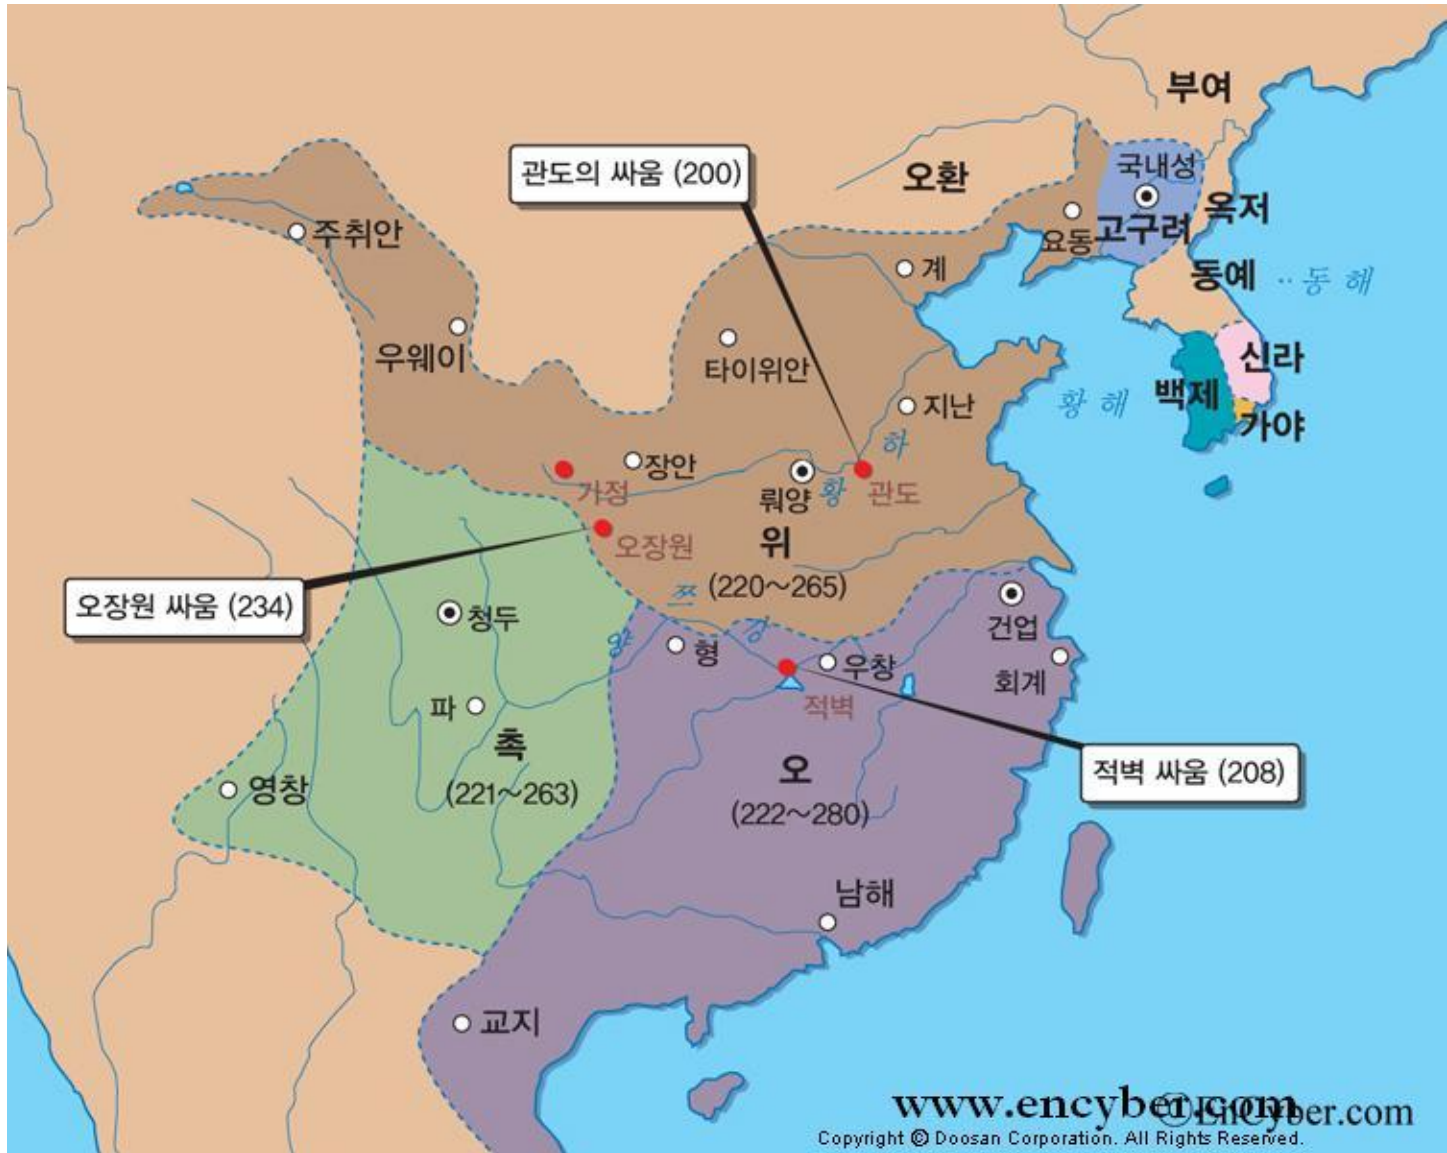 부여
관도의 싸움 (200)
오환
국내성
옥저
고구려
요동
주취안
계
동예
동 해
우웨이
타이위안
신라
백제
황 해
지난
가야
하
장안
가정
뤄양
황
관도
오장원
위
(220~265)
오장원 싸움 (234)
쯔
강
양
청두
건업
형
우창
회계
파
적벽
촉
(221~263)
영창
오
(222~280)
적벽 싸움 (208)
남해
교지
www.encyber.com
©EnCyber.com
Copyright © Doosan Corporation. All Rights Reserved.